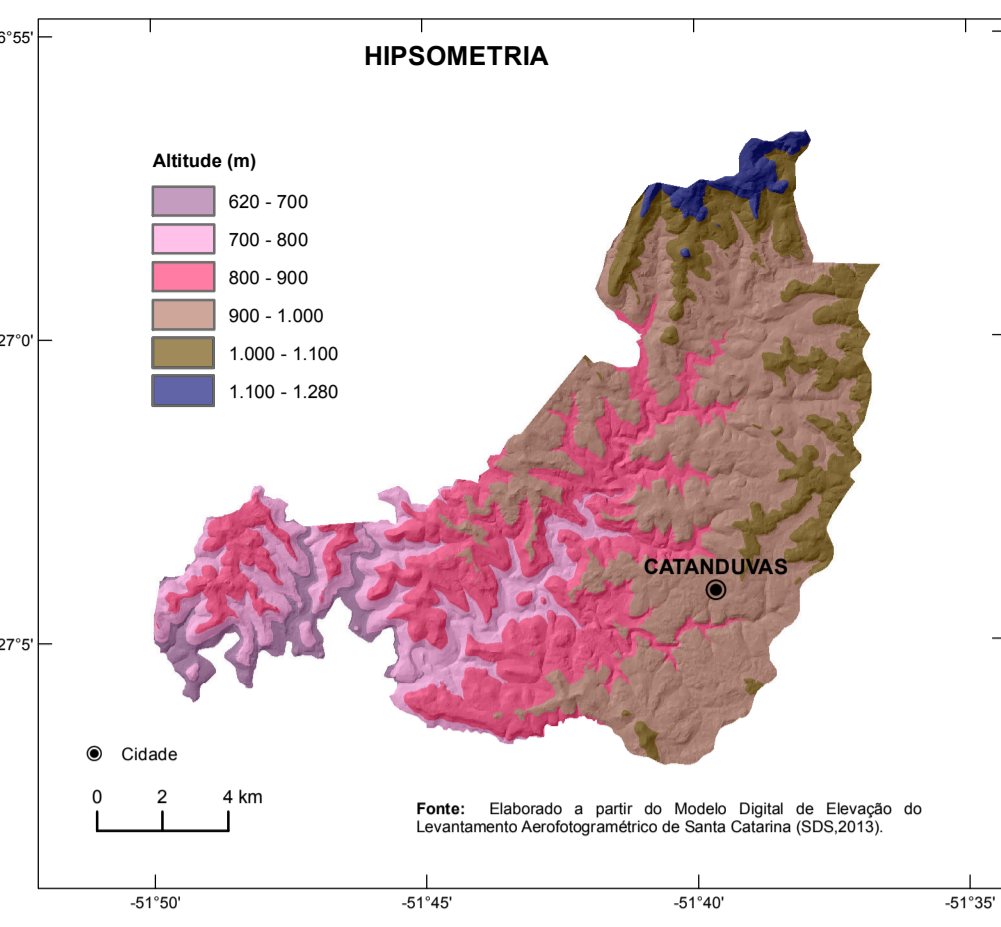 HIPSOMETRIA
6°55'
27°0'
27°5'
Altitude (m)
620 - 700
700 - 800
800 - 900
900 - 1.000
1.000 - 1.100
1.100 - 1.280
CATANDUVAS
Cidade
0 2 4 km
Fonte: Elaborado a partir do Modelo Digital de Elevação do
Levantamento Aerofotogramétrico de Santa Catarina (SDS,2013).
-51°50' -51°45' -51°40' -51°35'